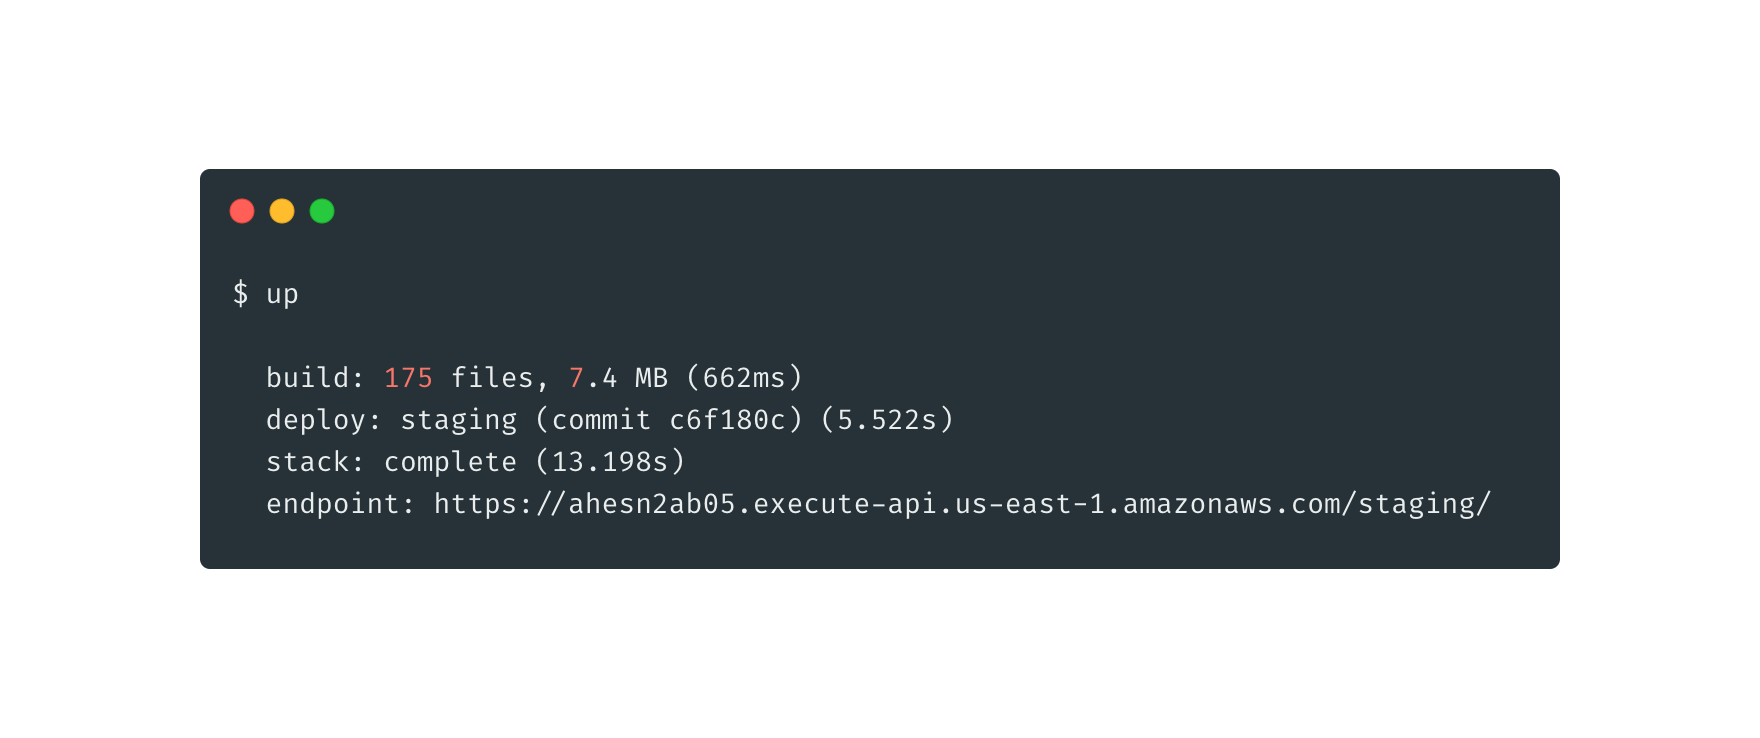 $ up
build: 175 files, 7.4 MB (662ms)
deploy: staging (commit c6f180c) (5.522s)
stack: complete (13.198s)
endpoint: https://ahesn2ab05.execute-api.us-east-1.amazonaws.com/staging/